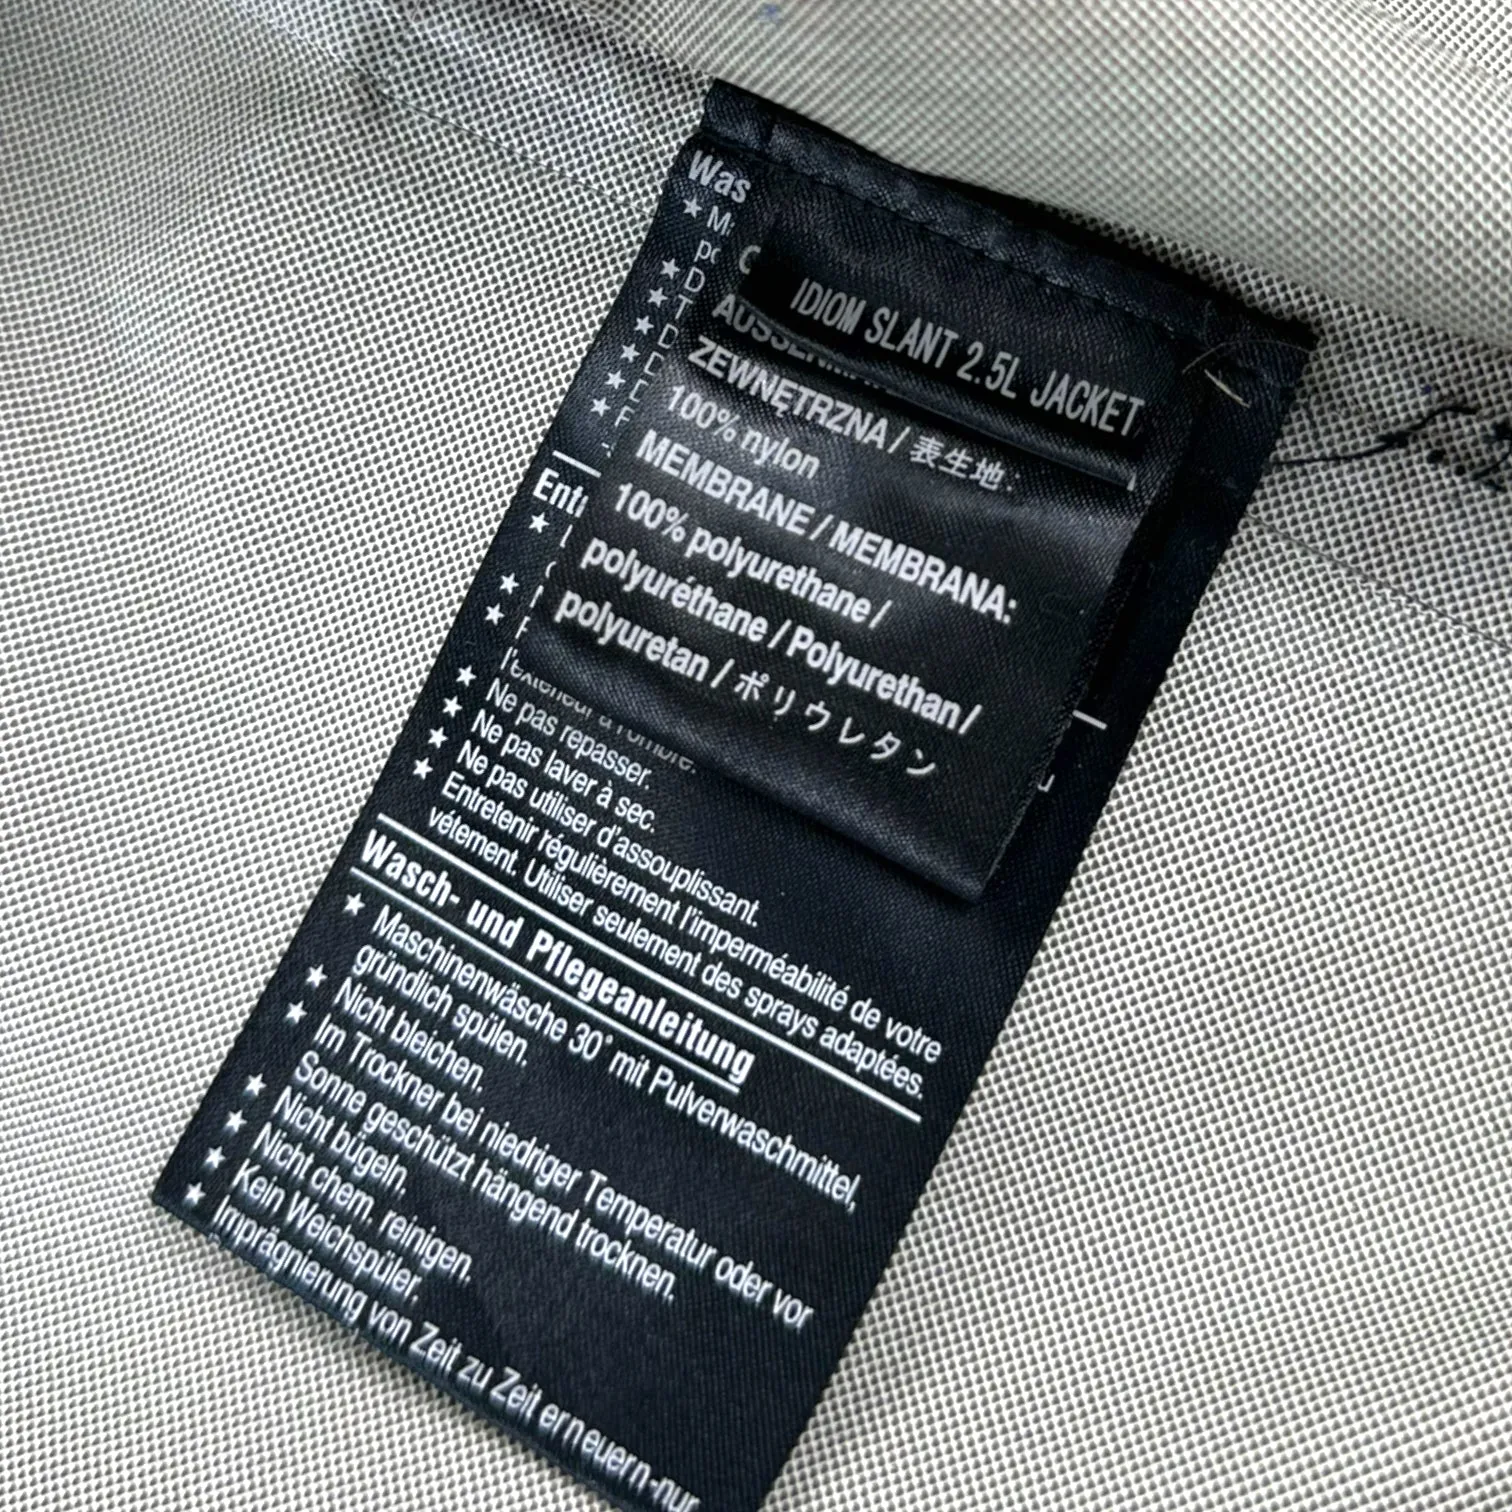 IDIOM SLANT 2.5L JACKET
ZEWNĘTRZNA / 表生地:
100% nylon
MEMBRANE / MEMBRANA:
100% polyurethane /
polyuréthane / Polyurethan /
polyuretan / ポリウレタン
Ne pas repasser.
Ne pas laver à sec.
Ne pas utiliser d'assouplissant.
Entretenir régulièrement l'imperméabilité de votre
vétement. Utiliser seulement des sprays adaptées.
Wasch- und Pflegeanleitung
Maschinenwäsche 30° mit Pulverwaschmittel,
gründlich spülen.
Nicht bleichen.
Im Trockner bei niedriger Temperatur oder vor
Sonne geschützt hängend trocknen.
Nicht bügeln.
Nicht chem. reinigen.
Kein Weichspüler.
Imprägnierung von Zeit zu Zeit erneuern-nur